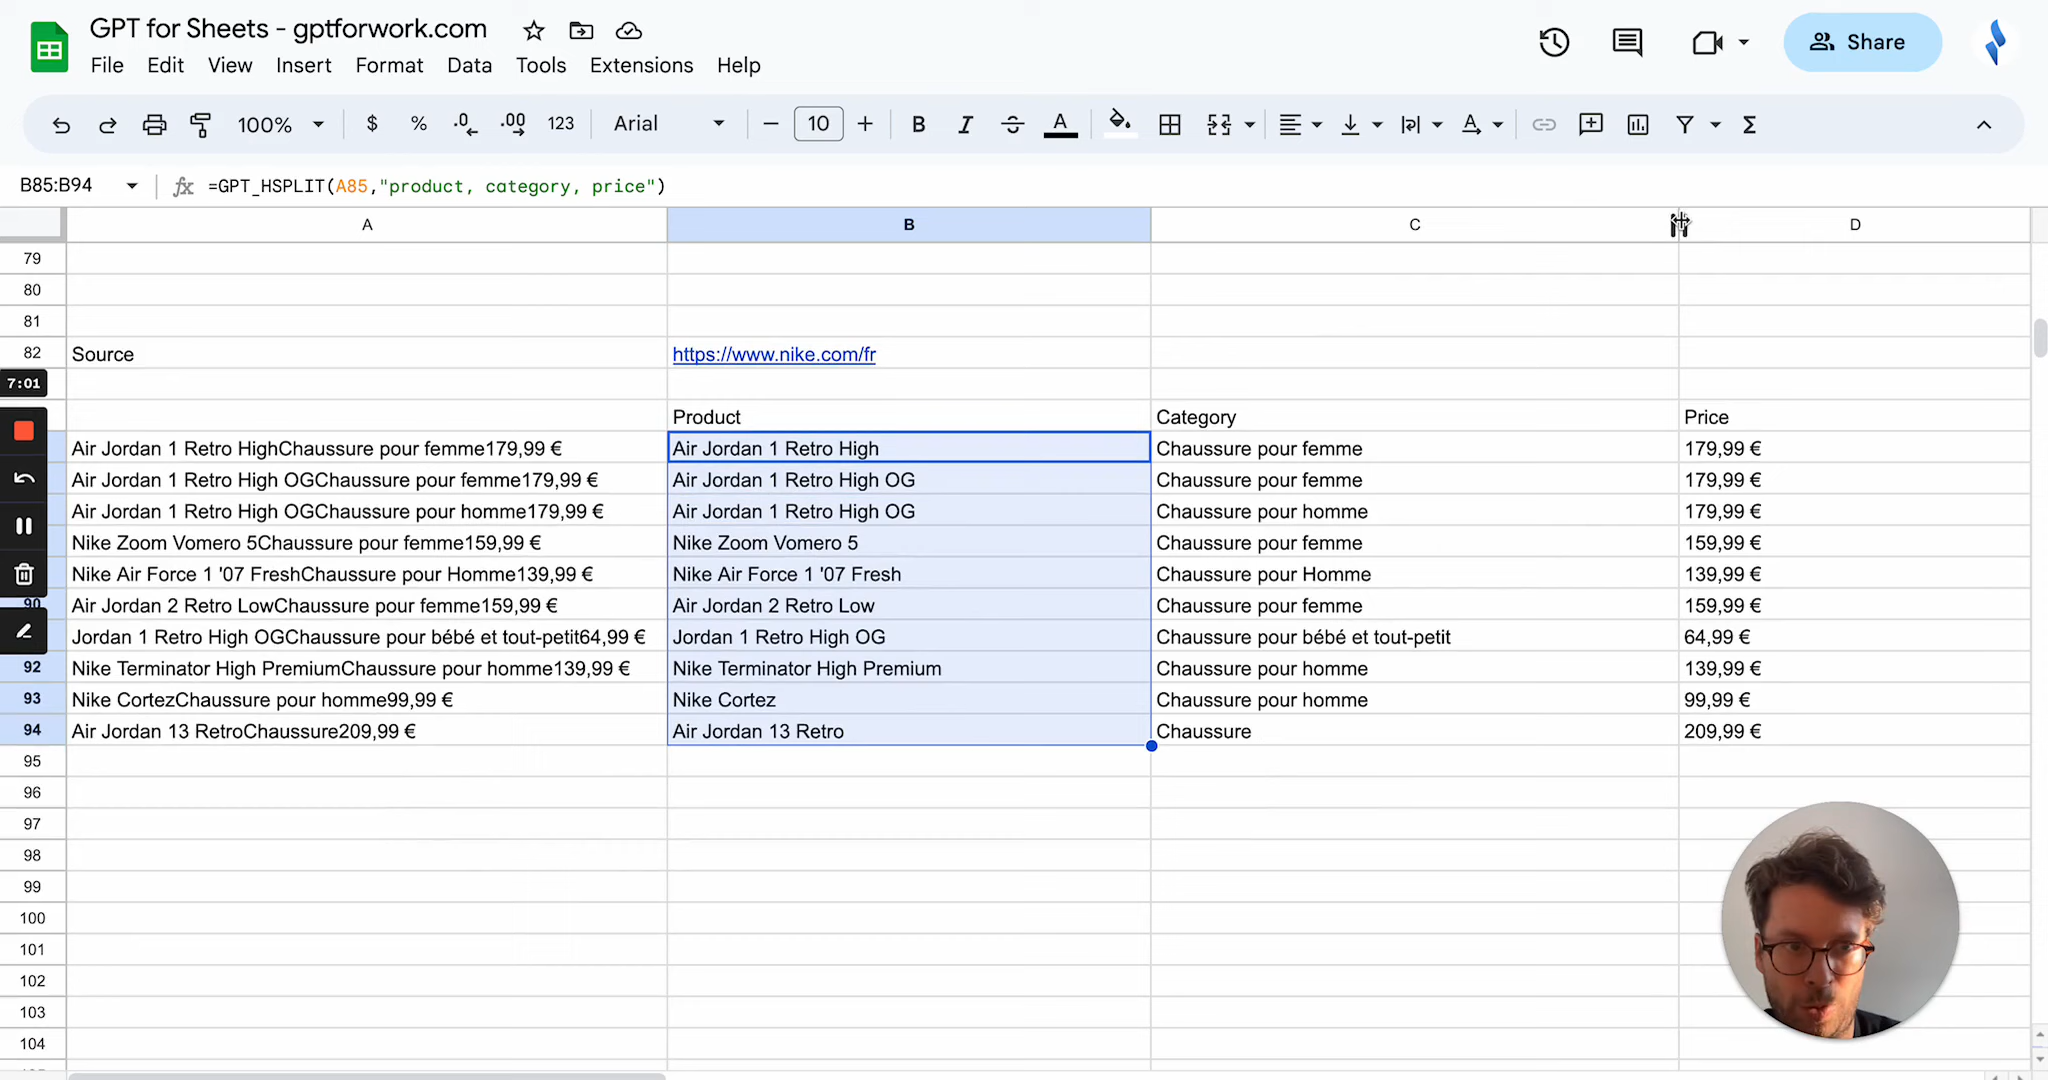 GPT for Sheets - gptforwork.com
File Edit View Insert Format Data Tools Extensions Help
Share
100% $ % .0 .00 123 Arial 10 B I A
B85:B94 fx =GPT_HSPLIT(A85,"product, category, price")
A B C D
79
80
81
82 Source https://www.nike.com/fr
7:01
Product Category Price
Air Jordan 1 Retro HighChaussure pour femme179,99 € Air Jordan 1 Retro High Chaussure pour femme 179,99 €
Air Jordan 1 Retro High OGChaussure pour femme179,99 € Air Jordan 1 Retro High OG Chaussure pour femme 179,99 €
Air Jordan 1 Retro High OGChaussure pour homme179,99 € Air Jordan 1 Retro High OG Chaussure pour homme 179,99 €
Nike Zoom Vomero 5Chaussure pour femme159,99 € Nike Zoom Vomero 5 Chaussure pour femme 159,99 €
Nike Air Force 1 '07 FreshChaussure pour Homme139,99 € Nike Air Force 1 '07 Fresh Chaussure pour Homme 139,99 €
90 Air Jordan 2 Retro LowChaussure pour femme159,99 € Air Jordan 2 Retro Low Chaussure pour femme 159,99 €
Jordan 1 Retro High OGChaussure pour bébé et tout-petit64,99 € Jordan 1 Retro High OG Chaussure pour bébé et tout-petit 64,99 €
92 Nike Terminator High PremiumChaussure pour homme139,99 € Nike Terminator High Premium Chaussure pour homme 139,99 €
93 Nike CortezChaussure pour homme99,99 € Nike Cortez Chaussure pour homme 99,99 €
94 Air Jordan 13 RetroChaussure209,99 € Air Jordan 13 Retro Chaussure 209,99 €
95
96
97
98
99
100
101
102
103
104